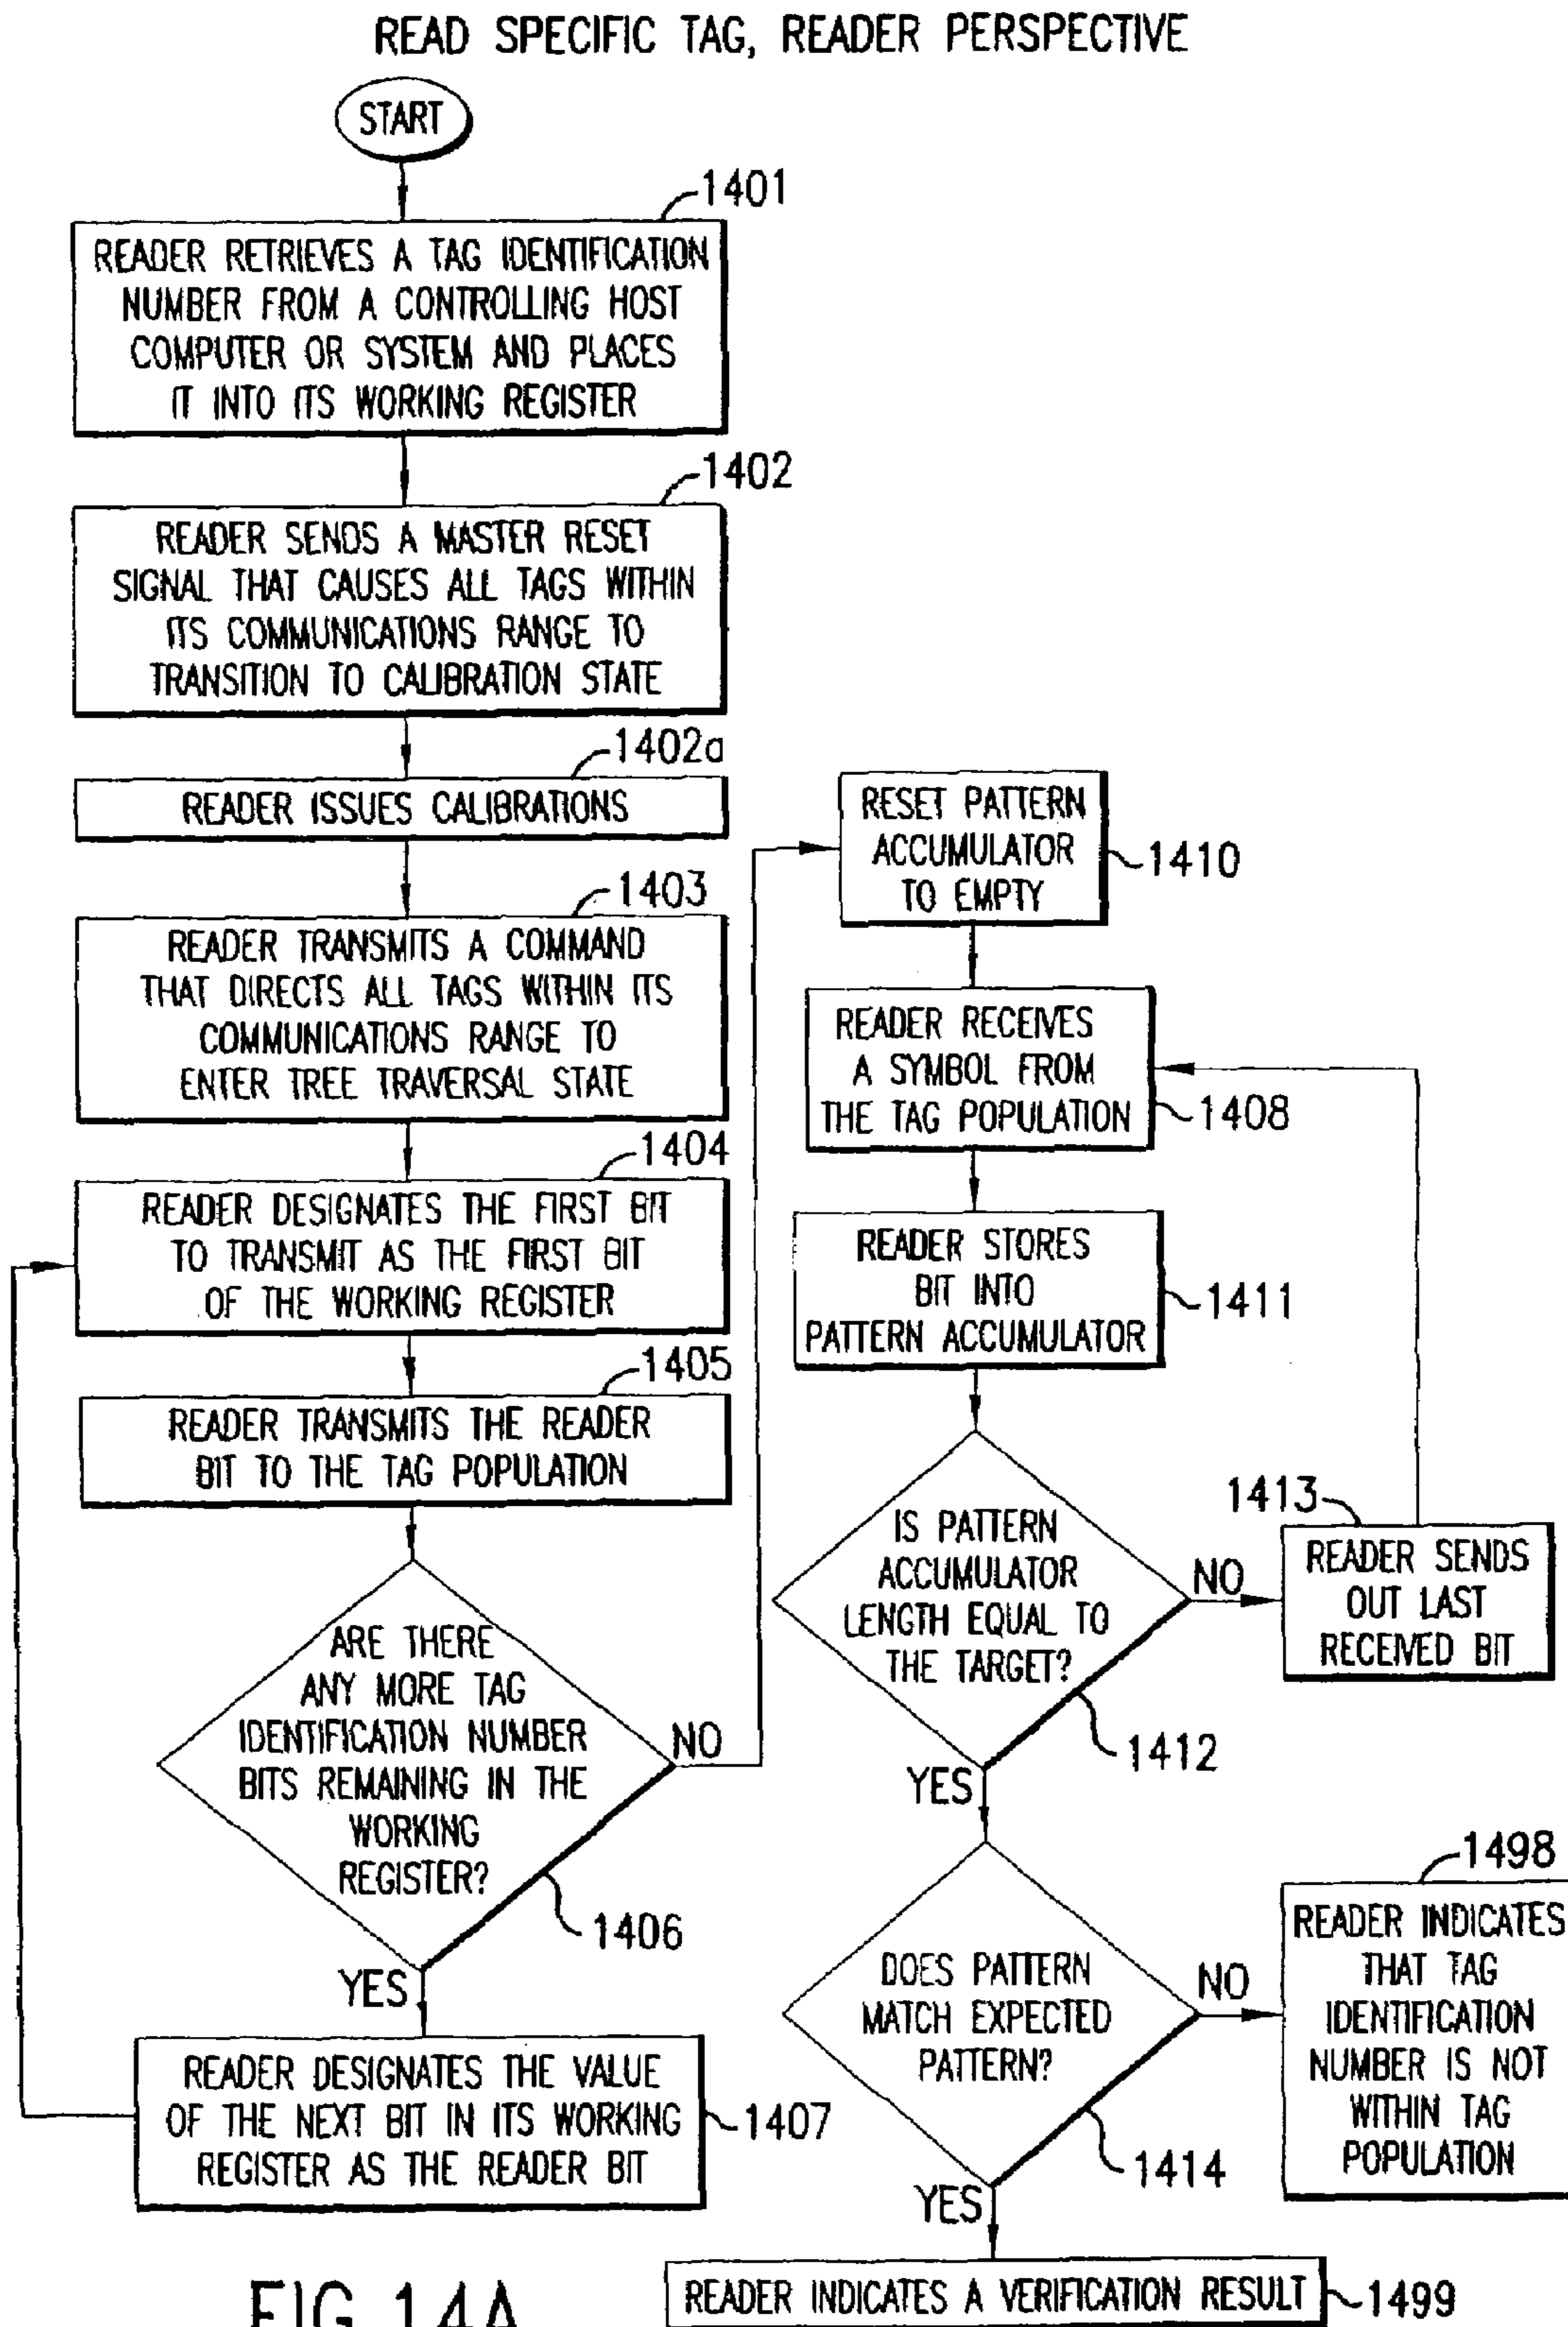 READ SPECIFIC TAG, READER PERSPECTIVE
START
1401
READER RETRIEVES A TAG IDENTIFICATION
NUMBER FROM A CONTROLLING HOST
COMPUTER OR SYSTEM AND PLACES
IT INTO ITS WORKING REGISTER
1402
READER SENDS A MASTER RESET
SIGNAL THAT CAUSES ALL TAGS WITHIN
ITS COMMUNICATIONS RANGE TO
TRANSITION TO CALIBRATION STATE
1402a
READER ISSUES CALIBRATIONS
1403
READER TRANSMITS A COMMAND
THAT DIRECTS ALL TAGS WITHIN ITS
COMMUNICATIONS RANGE TO
ENTER TREE TRAVERSAL STATE
1404
READER DESIGNATES THE FIRST BIT
TO TRANSMIT AS THE FIRST BIT
OF THE WORKING REGISTER
1405
READER TRANSMITS THE READER
BIT TO THE TAG POPULATION
ARE THERE
ANY MORE TAG
IDENTIFICATION NUMBER
BITS REMAINING IN THE
WORKING
REGISTER?
NO
1406
YES
READER DESIGNATES THE VALUE
OF THE NEXT BIT IN ITS WORKING
REGISTER AS THE READER BIT
1407
RESET PATTERN
ACCUMULATOR
TO EMPTY
1410
READER RECEIVES
A SYMBOL FROM
THE TAG POPULATION
1408
READER STORES
BIT INTO
PATTERN ACCUMULATOR
1411
IS PATTERN
ACCUMULATOR
LENGTH EQUAL TO
THE TARGET?
NO
1413
READER SENDS
OUT LAST
RECEIVED BIT
1412
YES
DOES PATTERN
MATCH EXPECTED
PATTERN?
NO
1498
READER INDICATES
THAT TAG
IDENTIFICATION
NUMBER IS NOT
WITHIN TAG
POPULATION
1414
YES
READER INDICATES A VERIFICATION RESULT
1499
FIG.14A